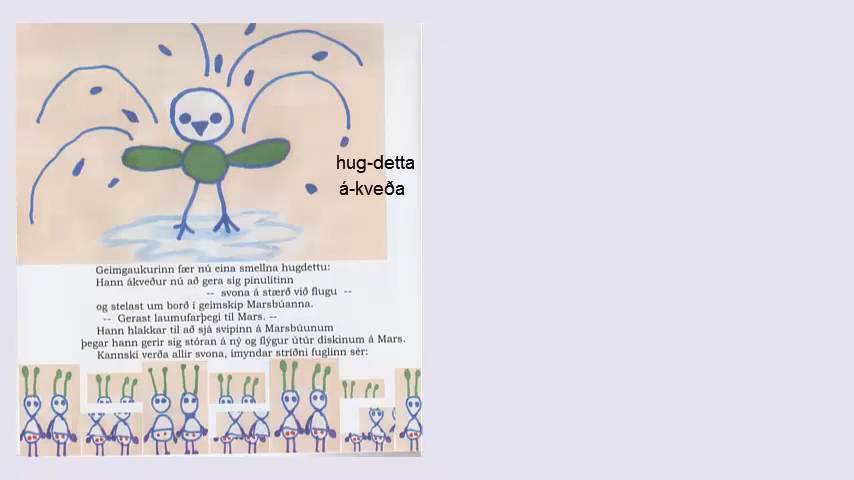 hug-detta
á-kveða
Geimgaukurinn fær nú eina smellna hugdettu:
Hann ákveður nú að gera sig pínulítinn
-- svona á stærð við flugu --
og stelast um borð í geimskip Marsbúanna.
-- Gerast laumufarþegi til Mars. --
Hann hlakkar til að sjá svipinn á Marsbúunum
þegar hann gerir sig stóran á ný og flýgur útúr diskinum á Mars.
Kannski verða allir svona, ímyndar stríðni fuglinn sér: